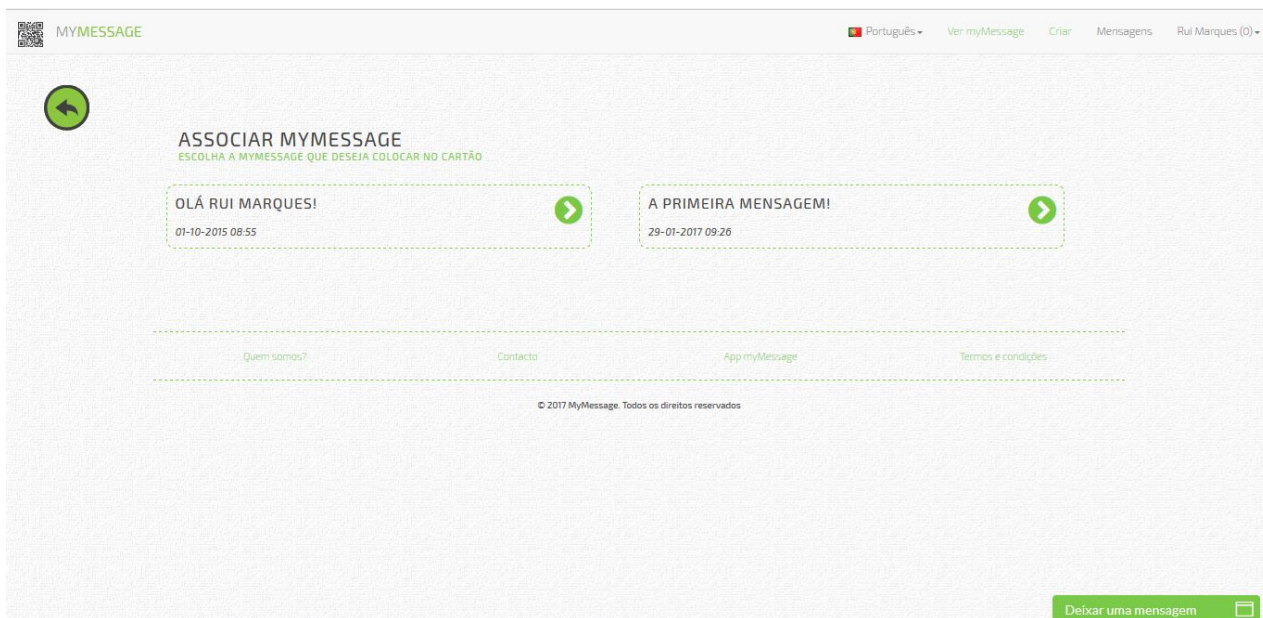 MYMESSAGE
Português Ver myMessage Criar Mensagens Rui Marques (0)
ASSOCIAR MYMESSAGE
ESCOLHA A MYMESSAGE QUE DESEJA COLOCAR NO CARTÃO
OLÁ RUI MARQUES!
01-10-2015 08:55
A PRIMEIRA MENSAGEM!
29-01-2017 09:26
Quem somos? Contacto App myMessage Termos e condições
© 2017 MyMessage. Todos os direitos reservados
Deixar uma mensagem